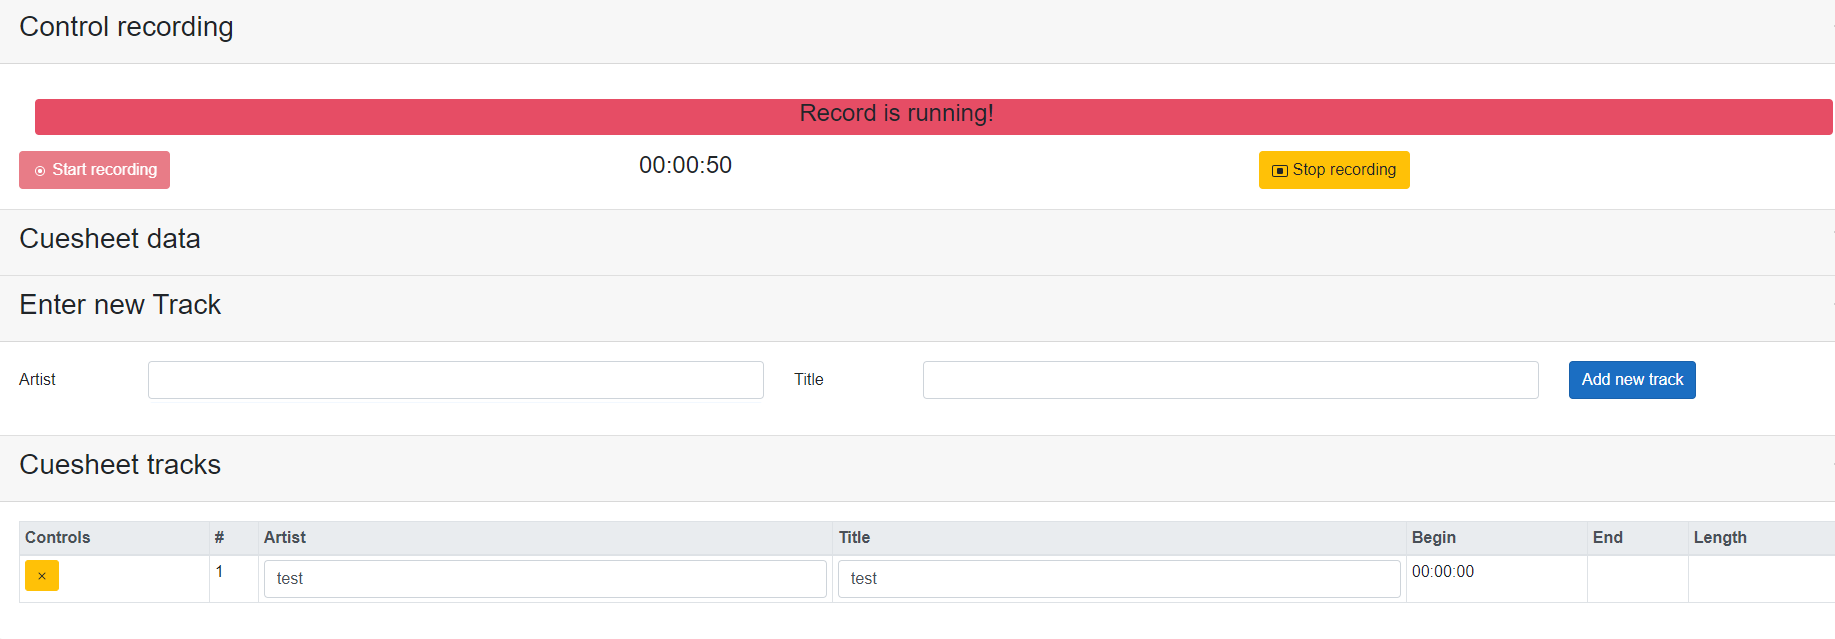 Control recording
Record is running!
Start recording 00:00:50 Stop recording
Cuesheet data
Enter new Track
Artist Title Add new track
Cuesheet tracks
Controls # Artist Title Begin End Length
× 1 test test 00:00:00